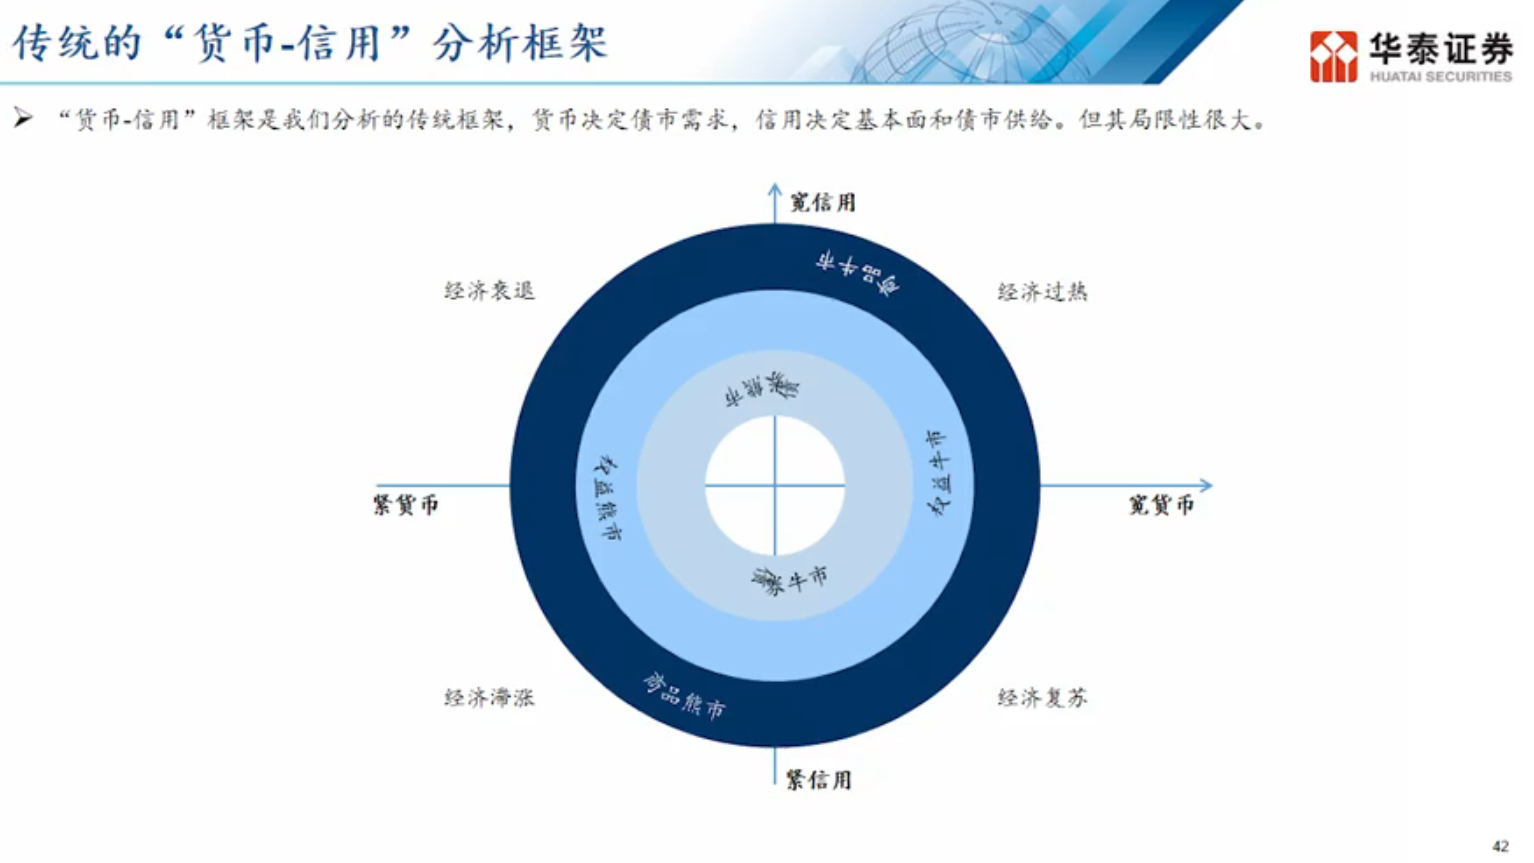 传统的“货币-信用”分析框架
华泰证券
HUATAI SECURITIES
➢ “货币-信用”框架是我们分析的传统框架，货币决定债市需求，信用决定基本面和债市供给。但其局限性很大。
宽信用
商品牛市
经济衰退
经济过热
债券熊市
权益熊市
权益牛市
紧货币
宽货币
债券牛市
商品熊市
经济滞涨
经济复苏
紧信用
42